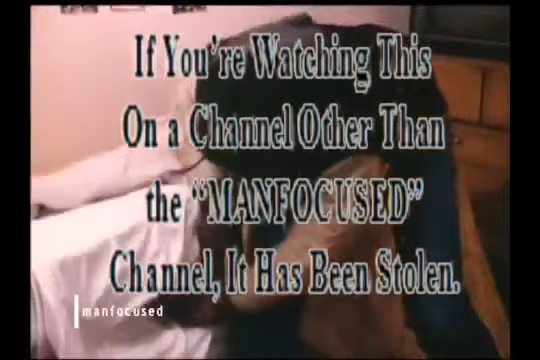 If You're Watching This
On a Channel Other Than
the “MANFOCUSED”
Channel, It Has Been Stolen.
manfocused